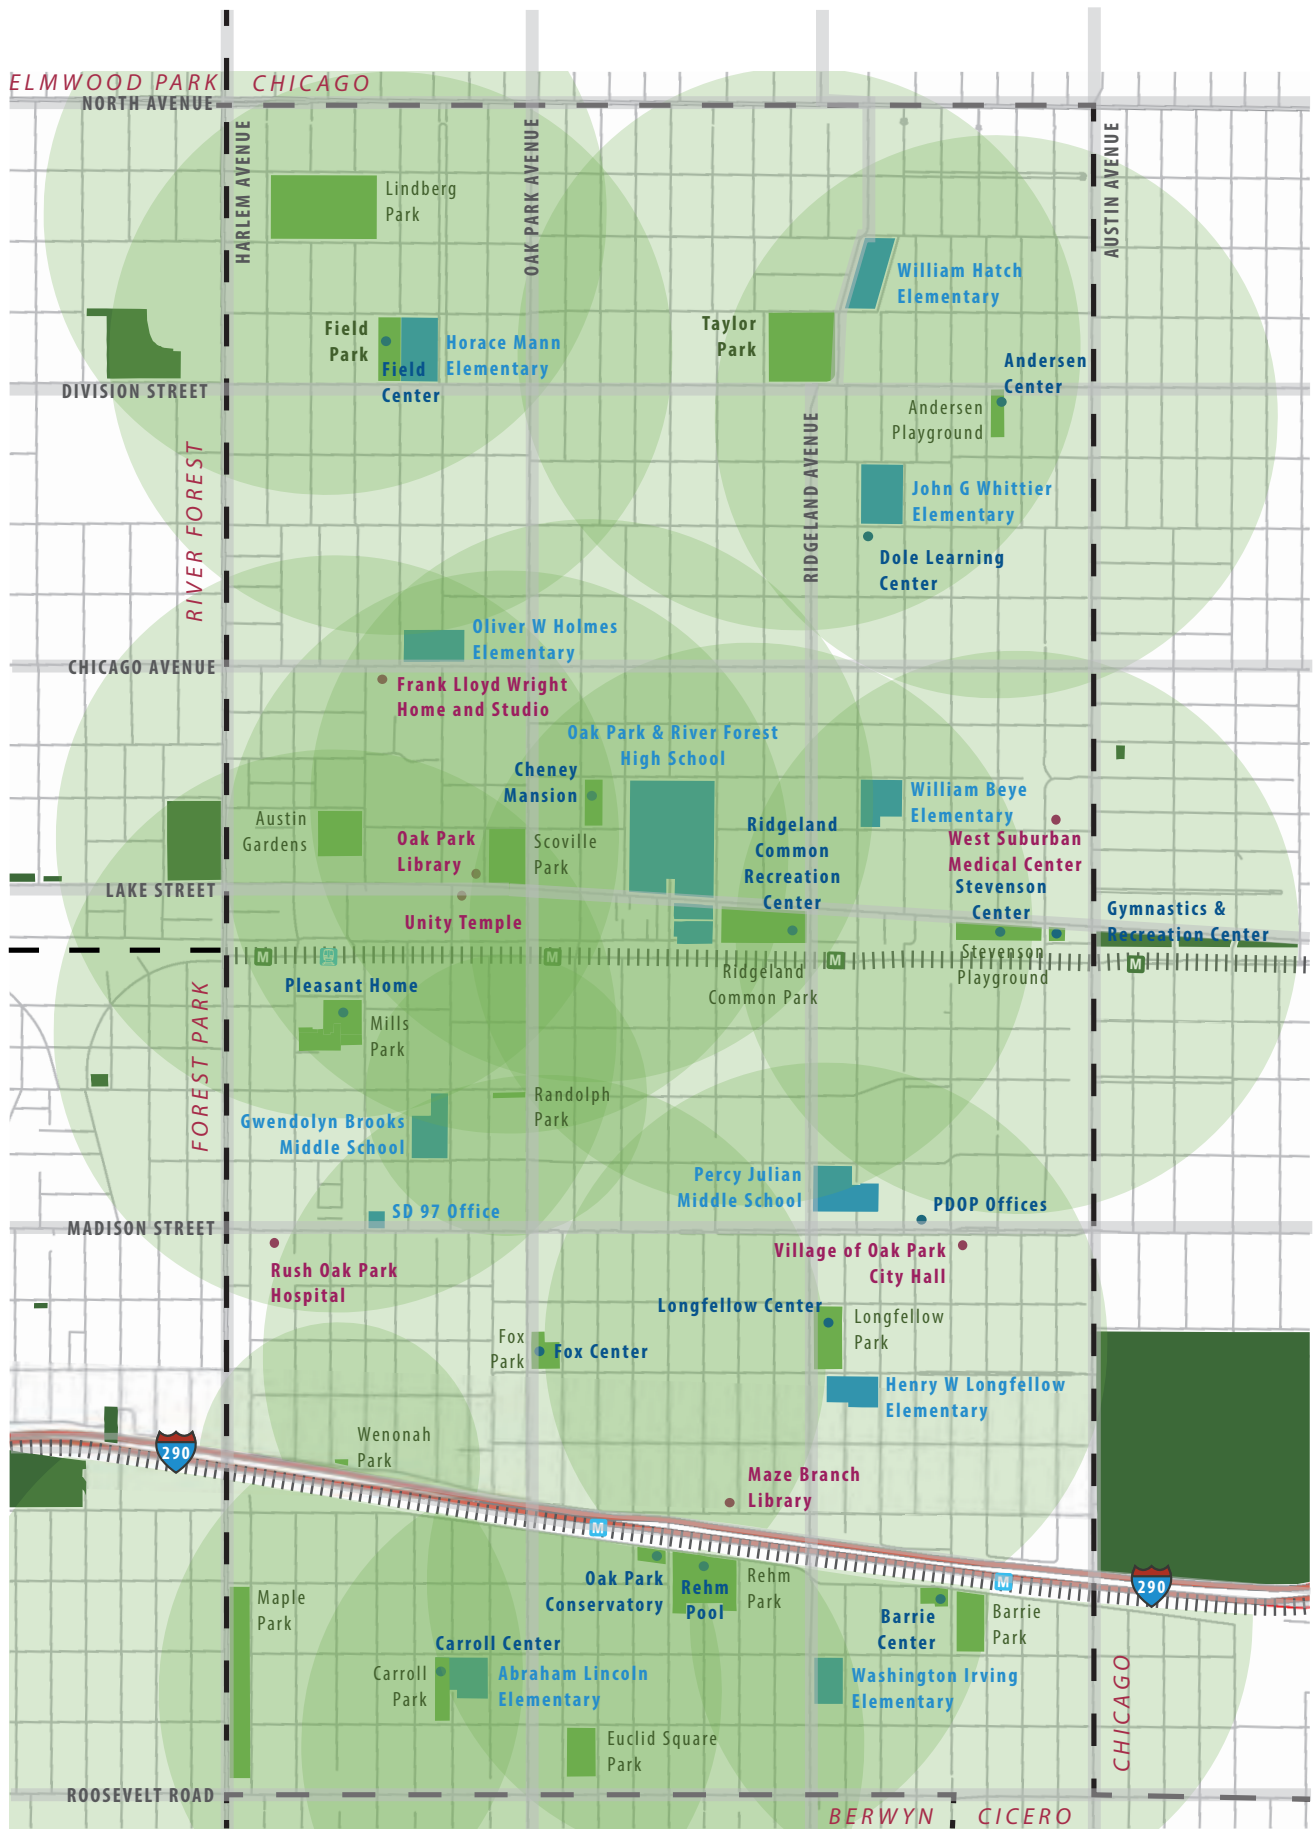 ELMWOOD PARK
CHICAGO
NORTH AVENUE
HARLEM AVENUE
OAK PARK AVENUE
AUSTIN AVENUE
Lindberg
Park
William Hatch
Elementary
Field
Park
Horace Mann
Elementary
Field
Center
Taylor
Park
Andersen
Center
DIVISION STREET
Andersen
Playground
RIDGELAND AVENUE
RIVER FOREST
John G Whittier
Elementary
Dole Learning
Center
Oliver W Holmes
Elementary
CHICAGO AVENUE
Frank Lloyd Wright
Home and Studio
Oak Park & River Forest
High School
Cheney
Mansion
William Beye
Elementary
Austin
Gardens
Oak Park
Library
Scoville
Park
Ridgeland
Common
Recreation
Center
West Suburban
Medical Center
LAKE STREET
Stevenson
Center
Unity Temple
Gymnastics &
Recreation Center
M
M
M
M
Stevenson
Playground
Ridgeland
Common Park
Pleasant Home
Mills
Park
FOREST PARK
Randolph
Park
Gwendolyn Brooks
Middle School
Percy Julian
Middle School
SD 97 Office
PDOP Offices
MADISON STREET
Rush Oak Park
Hospital
Village of Oak Park
City Hall
Longfellow Center
Longfellow
Park
Fox
Park
Fox Center
Henry W Longfellow
Elementary
Wenonah
Park
290
Maze Branch
Library
M
M
290
Oak Park
Conservatory
Rehm
Pool
Rehm
Park
Maple
Park
Barrie
Center
Barrie
Park
Carroll Center
Carroll
Park
Abraham Lincoln
Elementary
Washington Irving
Elementary
Euclid Square
Park
CHICAGO
ROOSEVELT ROAD
BERWYN
CICERO